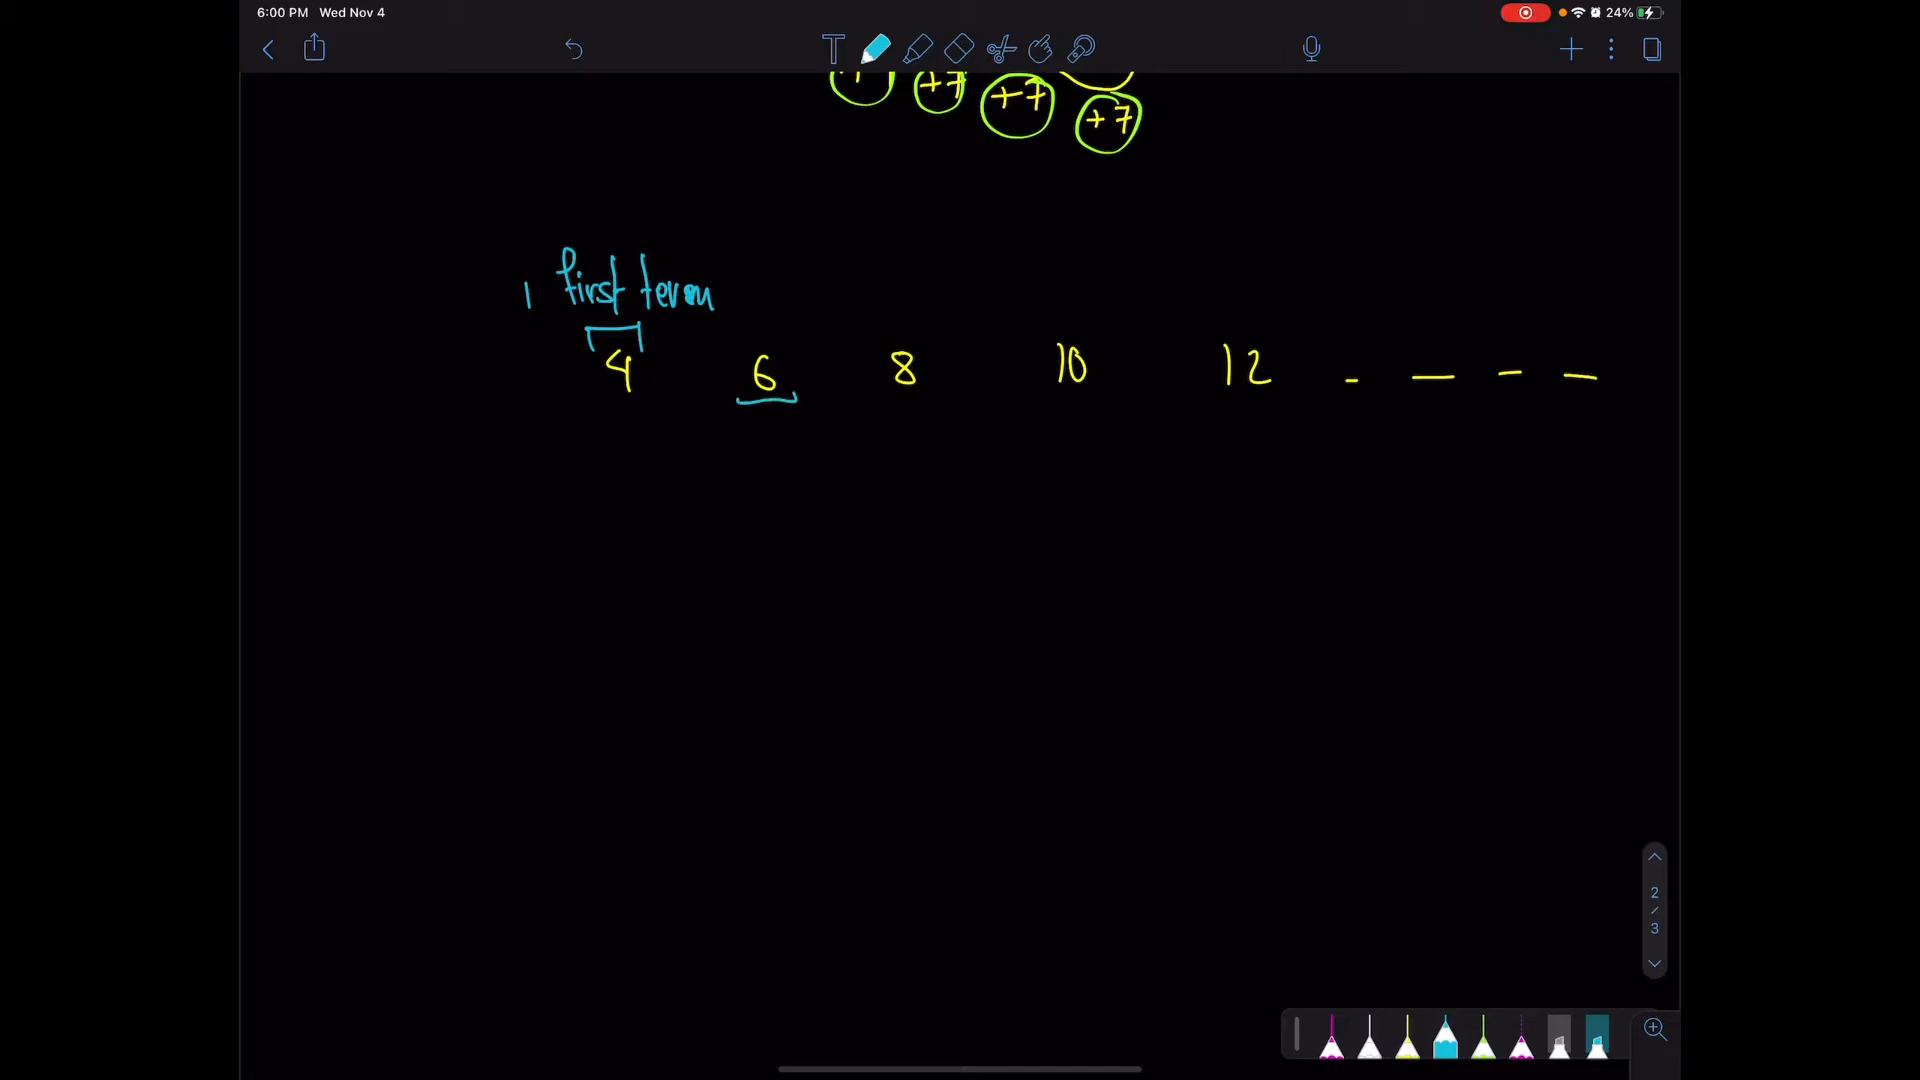 6:00 PM Wed Nov 4 24%
T
+7 +7
+7
1 first term
4 6 8 10 12 - — - —
2
/
3